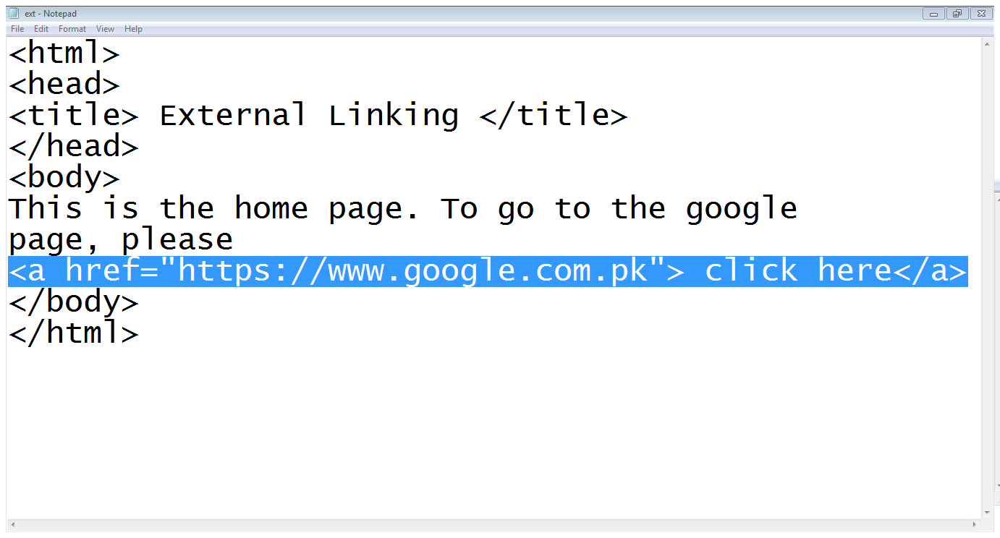 ext - Notepad
File Edit Format View Help
<html>
<head>
<title> External Linking </title>
</head>
<body>
This is the home page. To go to the google
page, please
<a href="https://www.google.com.pk"> click here</a>
</body>
</html>